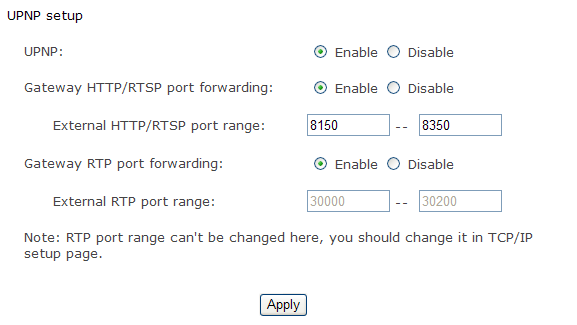 UPNP setup
UPNP: Enable Disable
Gateway HTTP/RTSP port forwarding: Enable Disable
External HTTP/RTSP port range: 8150 -- 8350
Gateway RTP port forwarding: Enable Disable
External RTP port range: 30000 -- 30200
Note: RTP port range can't be changed here, you should change it in TCP/IP
setup page.
Apply